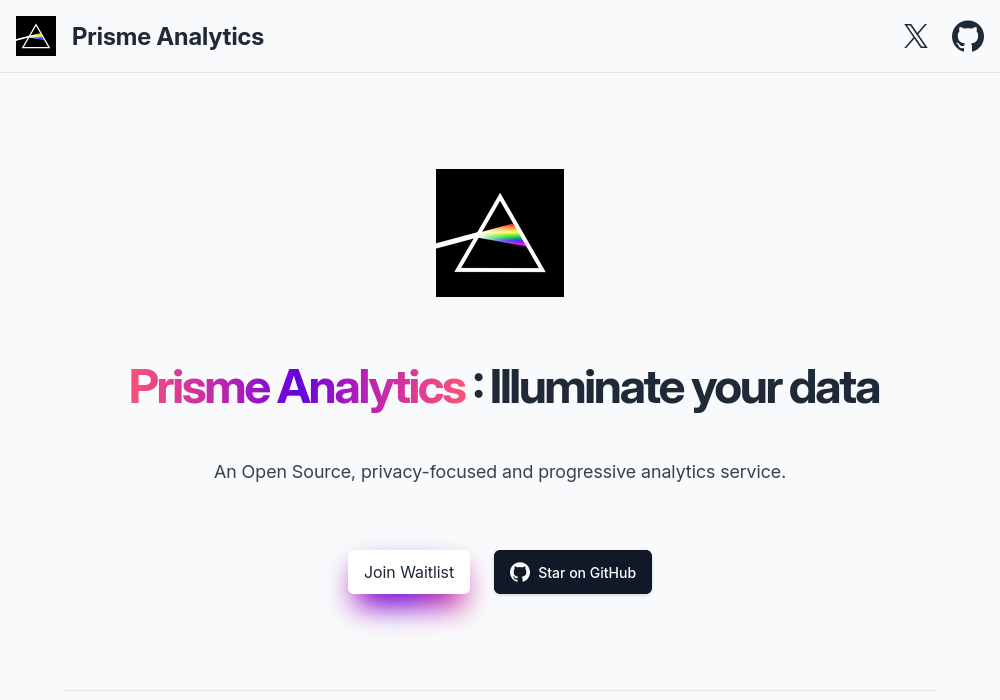 Prisme Analytics
Prisme Analytics : Illuminate your data
An Open Source, privacy-focused and progressive analytics service.
Join Waitlist
Star on GitHub